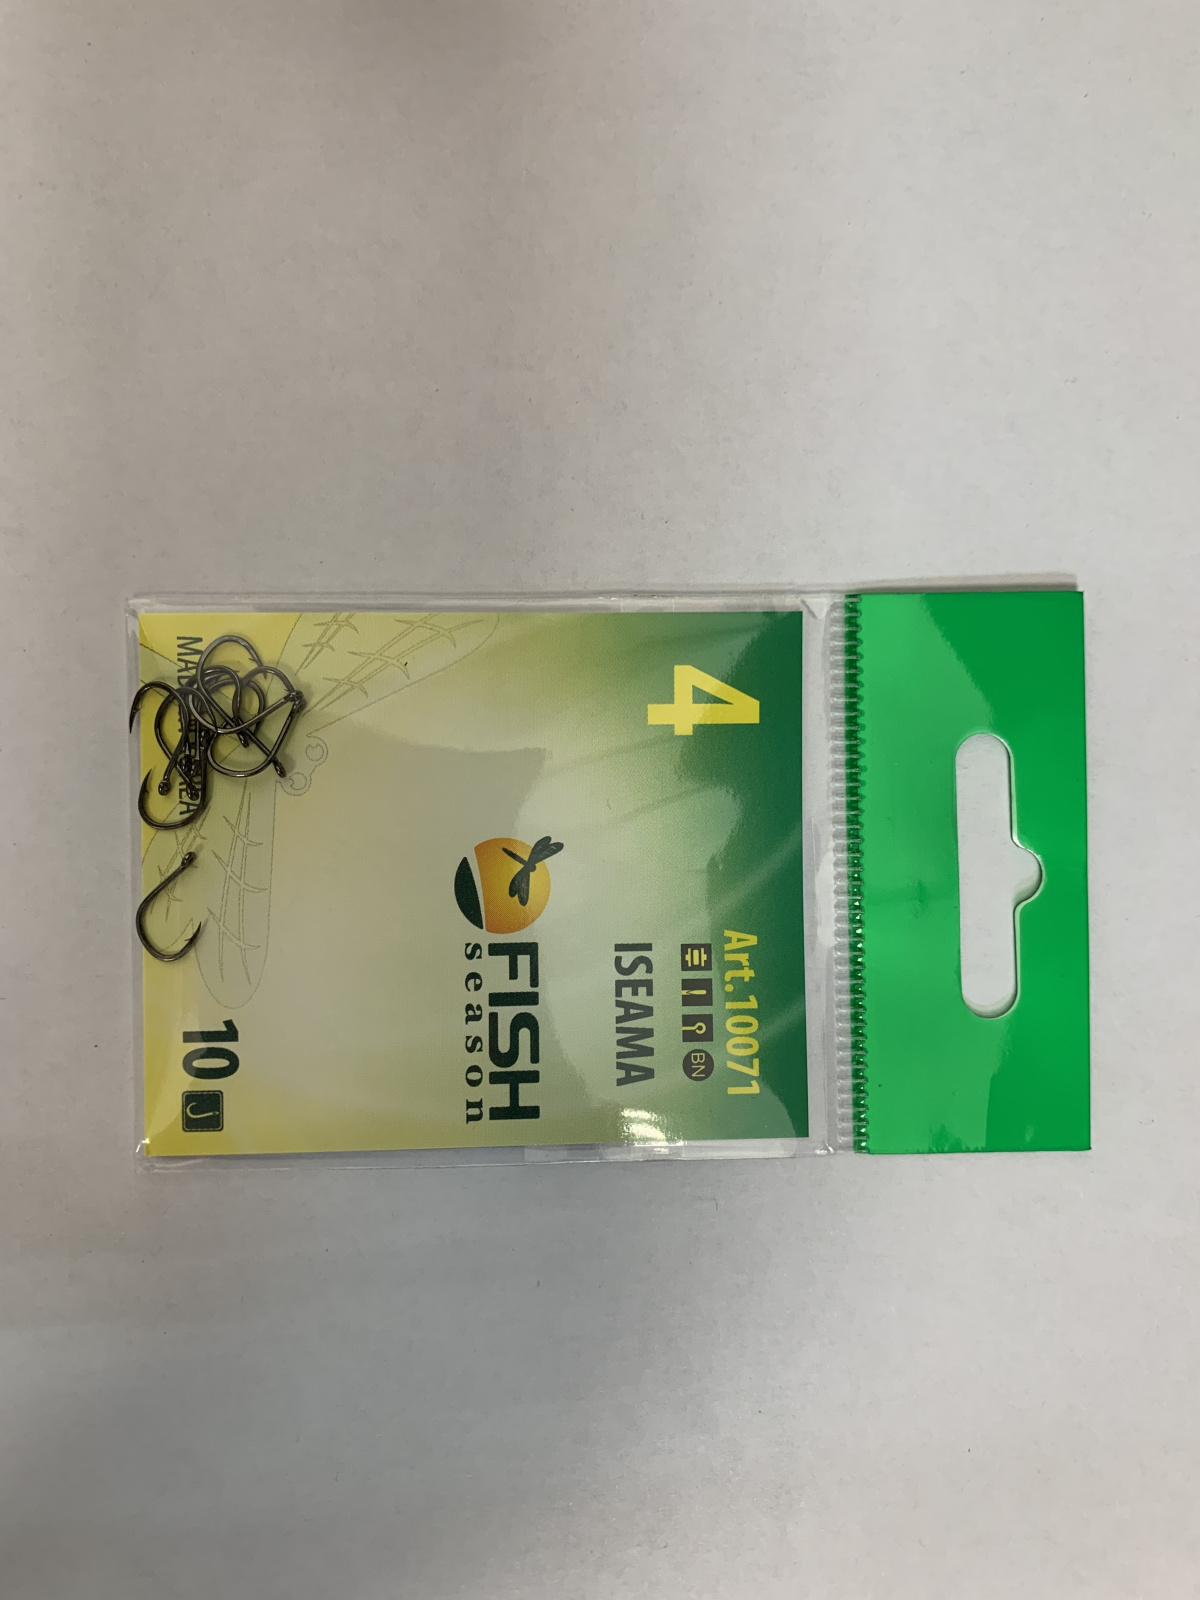 4
Art.10071
BN
ISEAMA
FISH
season
10